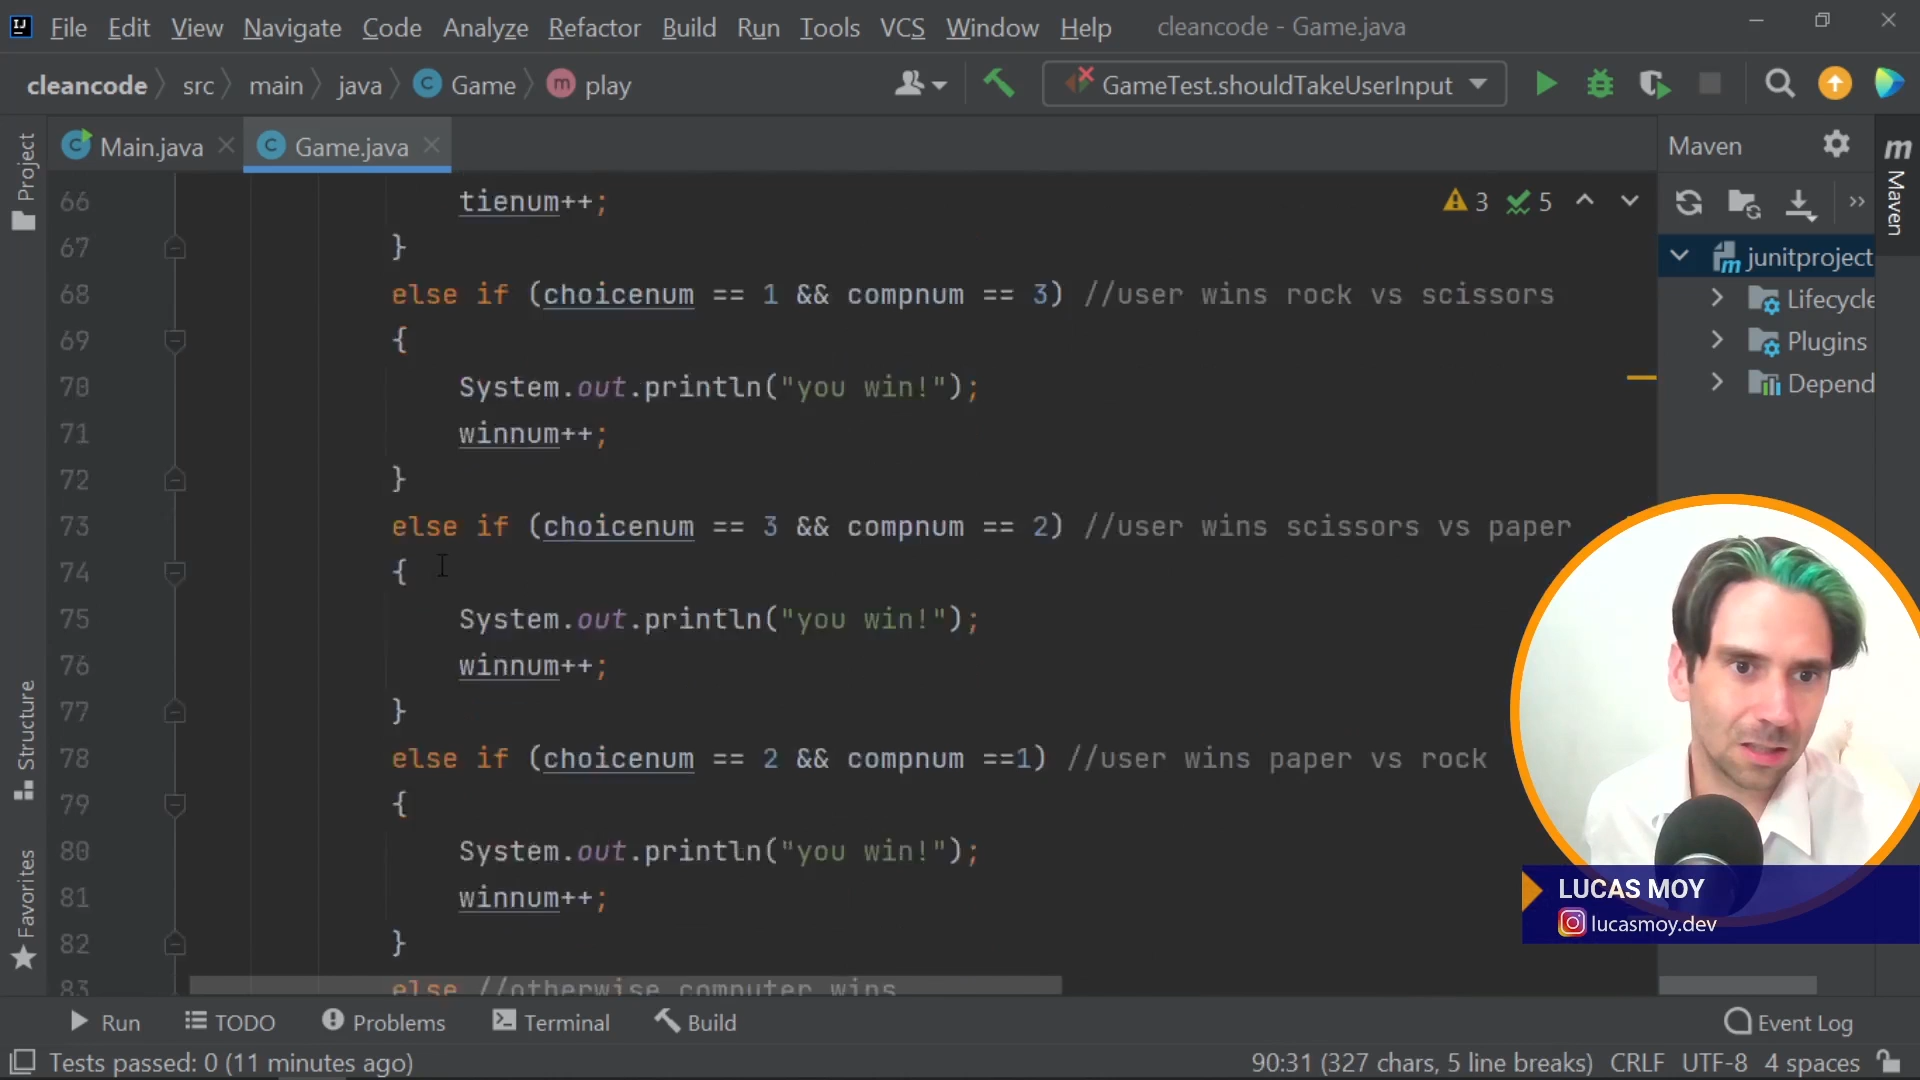 File Edit View Navigate Code Analyze Refactor Build Run Tools VCS Window Help cleancode - Game.java
cleancode src main java Game play GameTest.shouldTakeUserInput
Project
Main.java Game.java
Maven
Maven
3 5
junitproject
Lifecycle
Plugins
Depend
66 tienum++;
67 }
68 else if (choicenum == 1 && compnum == 3) //user wins rock vs scissors
69 {
70 System.out.println("you win!");
71 winnum++;
72 }
73 else if (choicenum == 3 && compnum == 2) //user wins scissors vs paper
74 {
75 System.out.println("you win!");
76 winnum++;
77 }
78 else if (choicenum == 2 && compnum ==1) //user wins paper vs rock
79 {
80 System.out.println("you win!");
81 winnum++;
82 }
83 else //otherwise computer wins
Structure
Favorites
LUCAS MOY
lucasmoy.dev
Run TODO Problems Terminal Build Event Log
Tests passed: 0 (11 minutes ago) 90:31 (327 chars, 5 line breaks) CRLF UTF-8 4 spaces